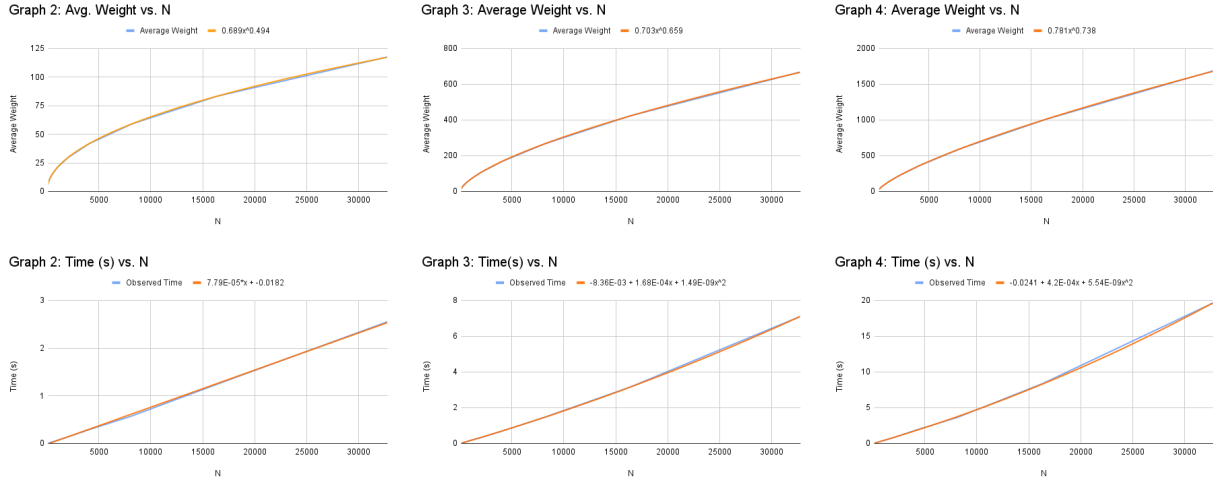 Graph 2: Avg. Weight vs. N
Average Weight 0.689x^0.494
125
100
75
50
25
0
Average Weight
5000 10000 15000 20000 25000 30000
N
Graph 3: Average Weight vs. N
Average Weight 0.703x^0.659
800
600
400
200
0
Average Weight
5000 10000 15000 20000 25000 30000
N
Graph 4: Average Weight vs. N
Average Weight 0.781x^0.738
2000
1500
1000
500
0
Average Weight
5000 10000 15000 20000 25000 30000
N
Graph 2: Time (s) vs. N
Observed Time 7.79E-05*x + -0.0182
3
2
1
0
Time (s)
5000 10000 15000 20000 25000 30000
N
Graph 3: Time(s) vs. N
Observed Time -8.36E-03 + 1.68E-04x + 1.49E-09x^2
8
6
4
2
0
Time (s)
5000 10000 15000 20000 25000 30000
N
Graph 4: Time (s) vs. N
Observed Time -0.0241 + 4.2E-04x + 5.54E-09x^2
20
15
10
5
0
Time (s)
5000 10000 15000 20000 25000 30000
N